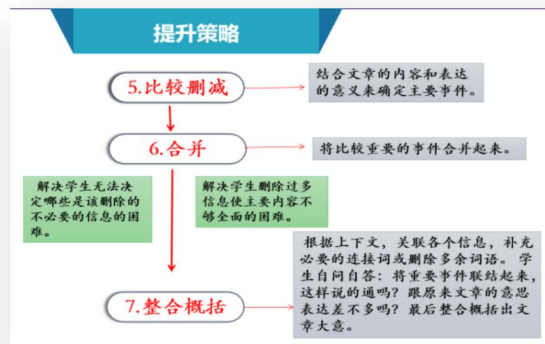 提升策略
5.比较删减
结合文章的内容和表达
的意义来确定主要事件。
6.合并
将比较重要的事件合并起来。
解决学生无法决
定哪些是该删除的
不必要的信息的困
难。
解决学生删除过多
信息使主要内容不
够全面的困难。
7.整合概括
根据上下文，关联各个信息，补充
必要的连接词或删除多余词语。学
生自问自答：将重要事件联结起来，
这样说的通吗？跟原来文章的意思
表达差不多吗？最后整合概括出文
章大意。